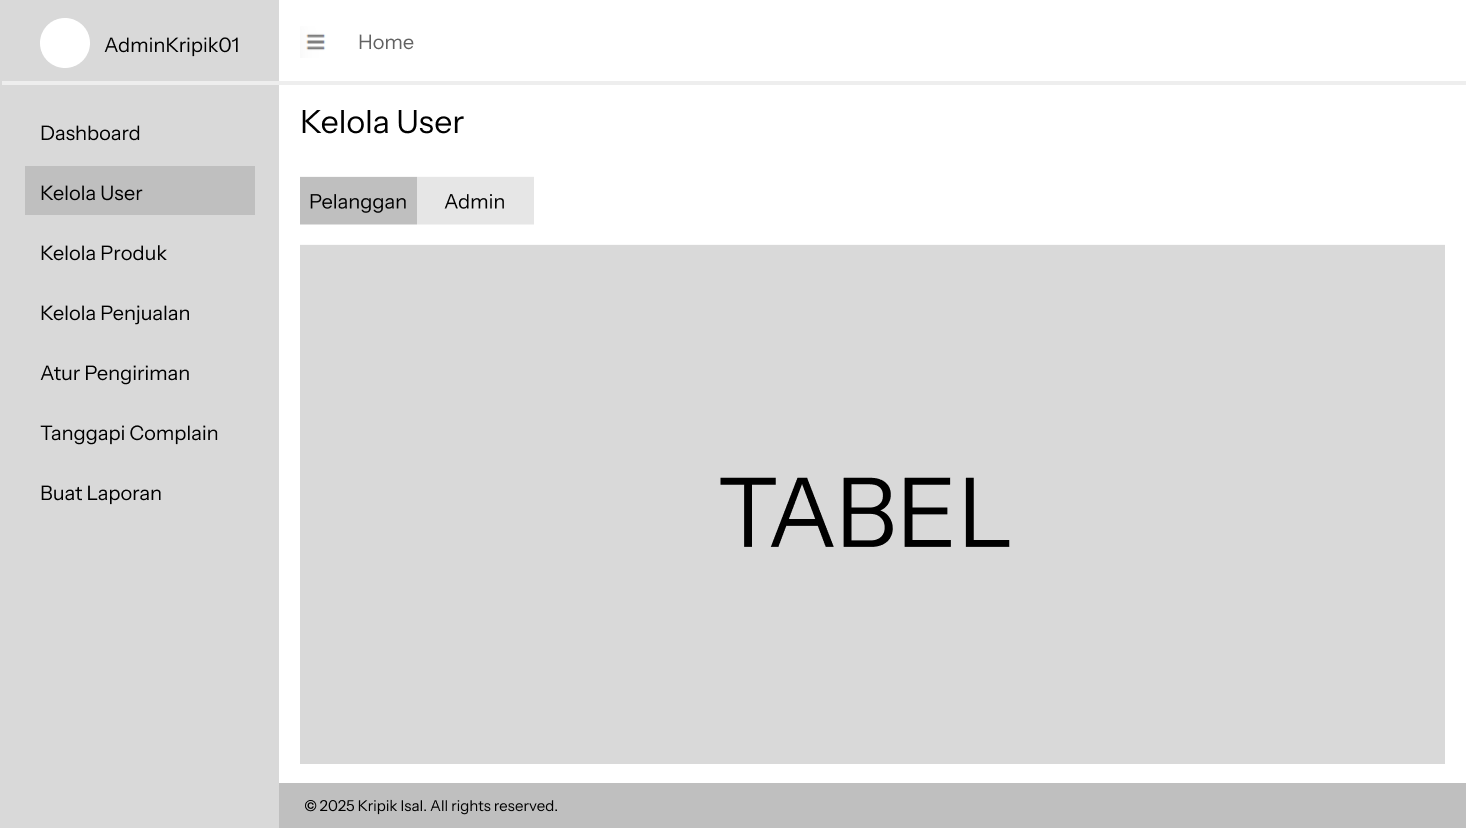 AdminKripik01
Home
Dashboard
Kelola User
Kelola Produk
Kelola Penjualan
Atur Pengiriman
Tanggapi Complain
Buat Laporan
Kelola User
Pelanggan
Admin
TABEL
© 2025 Kripik Isal. All rights reserved.